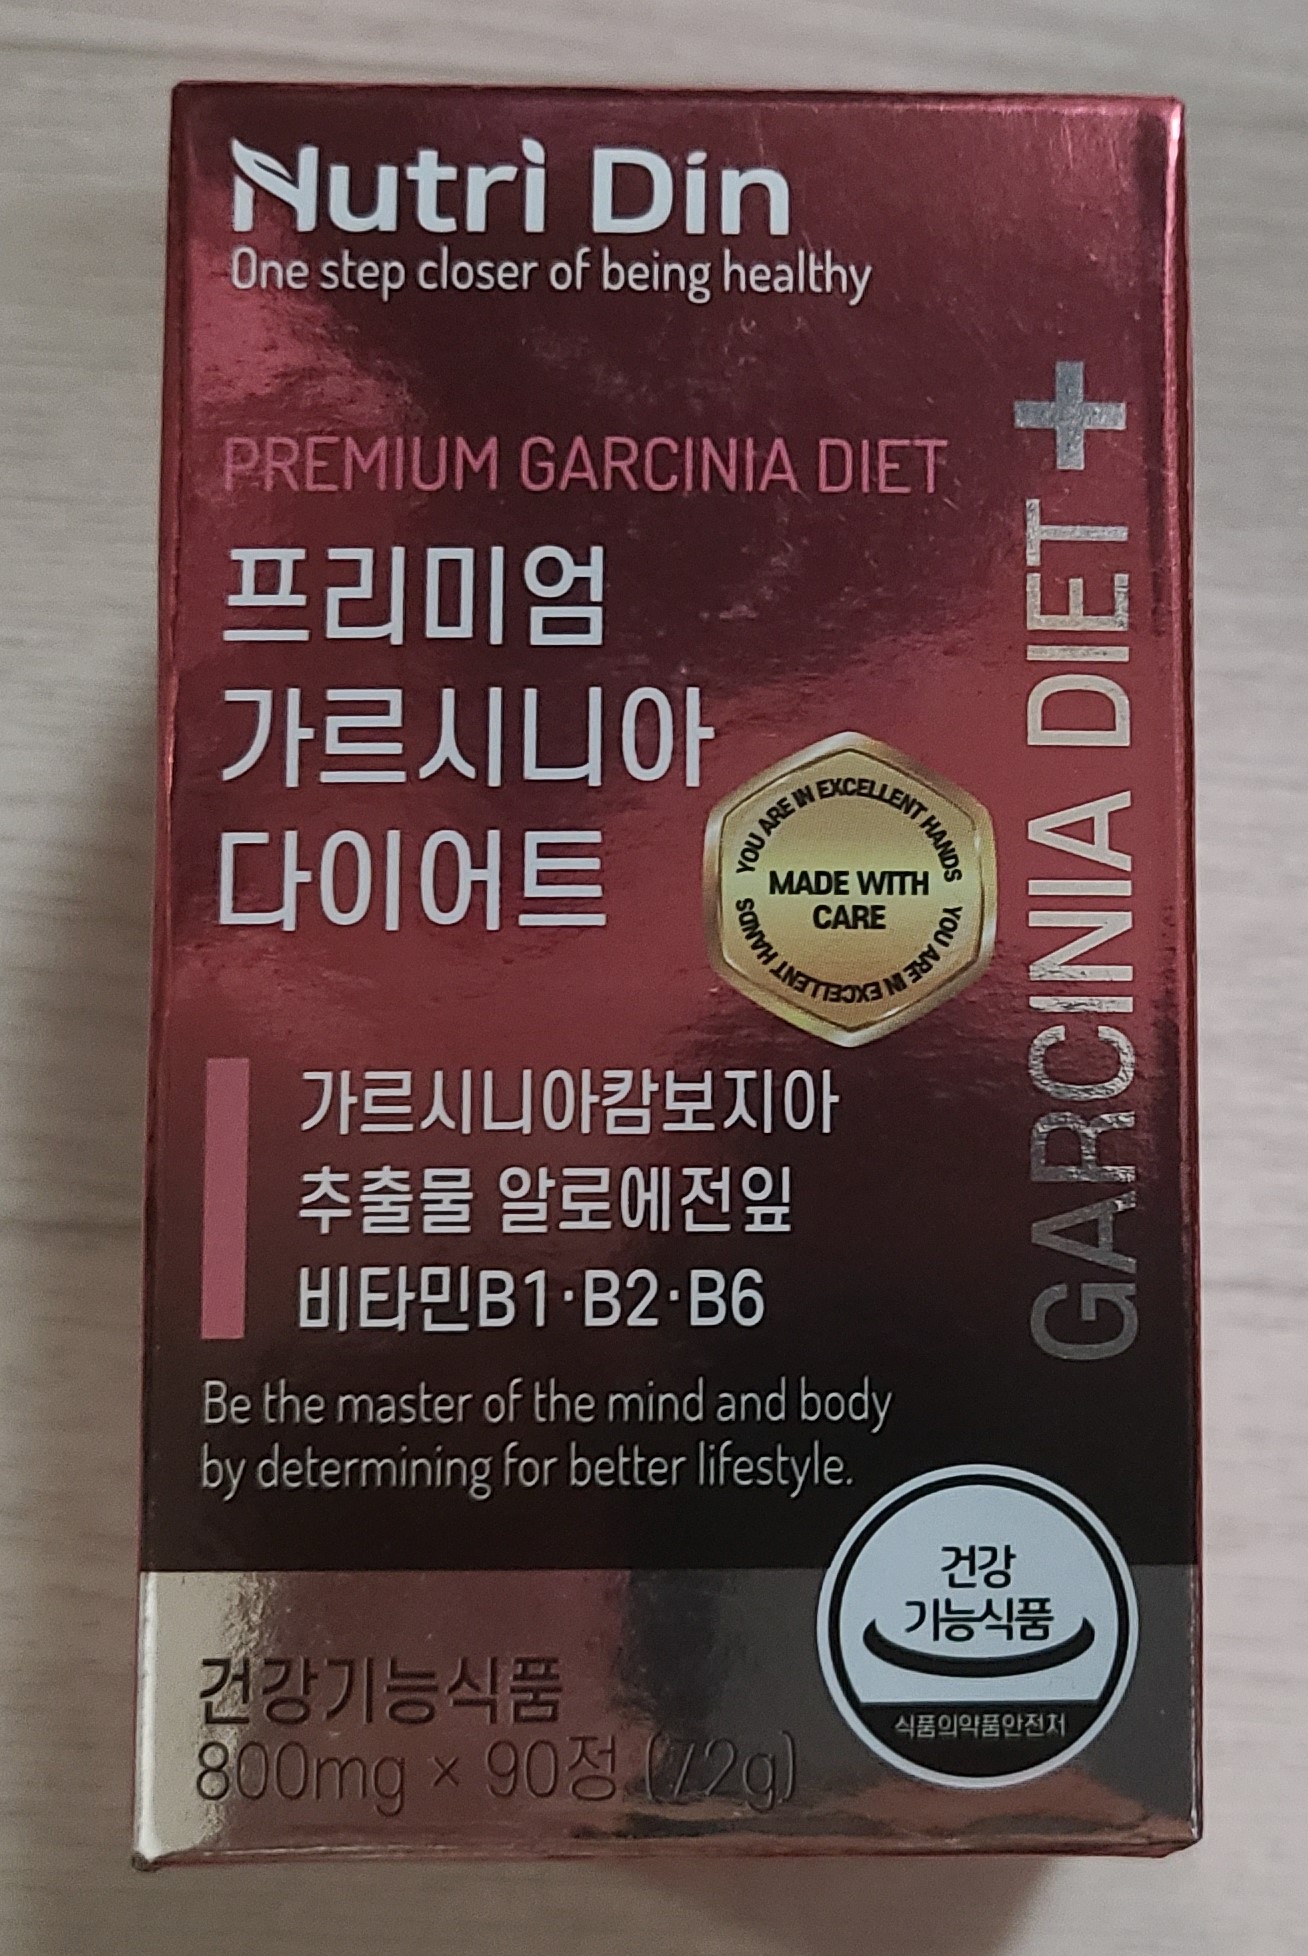 Nutri Din
One step closer of being healthy
PREMIUM GARCINIA DIET
프리미엄
가르시니아
다이어트
GARCINIA DIET +
YOU ARE IN EXCELLENT HANDS YOU ARE IN EXCELLENT HANDS
MADE WITH
CARE
가르시니아캄보지아
추출물 알로에전잎
비타민B1·B2·B6
Be the master of the mind and body
by determining for better lifestyle.
건강
기능식품
식품의약품안전처
건강기능식품
800mg × 90정 (72g)